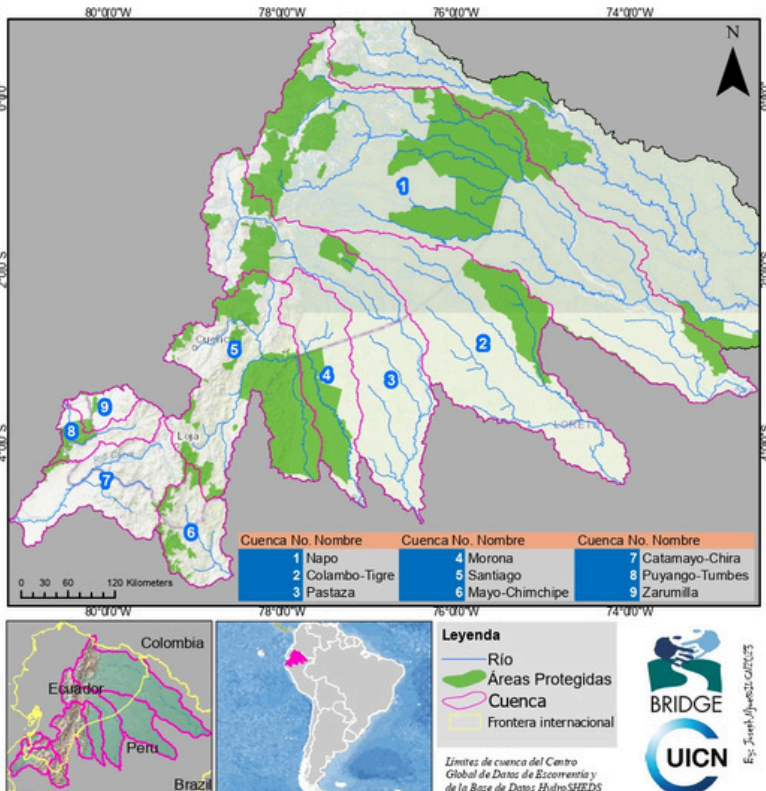 80°0'0"W 78°0'0"W 76°0'0"W 74°0'0"W
N
0°0'0"
2°0'0"S
4°0'0"S
1
2
3
4
5
6
7
8
9
Loja
LORETO
Cuenca No. Nombre
1 Napo
2 Colambo-Tigre
3 Pastaza
Cuenca No. Nombre
4 Morona
5 Santiago
6 Mayo-Chimchipe
Cuenca No. Nombre
7 Catamayo-Chira
8 Puyango-Tumbes
9 Zarumilla
0 30 60 120 Kilometers
80°0'0"W 78°0'0"W 76°0'0"W 74°0'0"W
Colombia
Ecuador
Peru
Brazil
Leyenda
Río
Áreas Protegidas
Cuenca
Frontera internacional
Límites de cuenca del Centro
Global de Datos de Escorrentía y
de la Base de Datos HydroSHEDS
BRIDGE
UICN